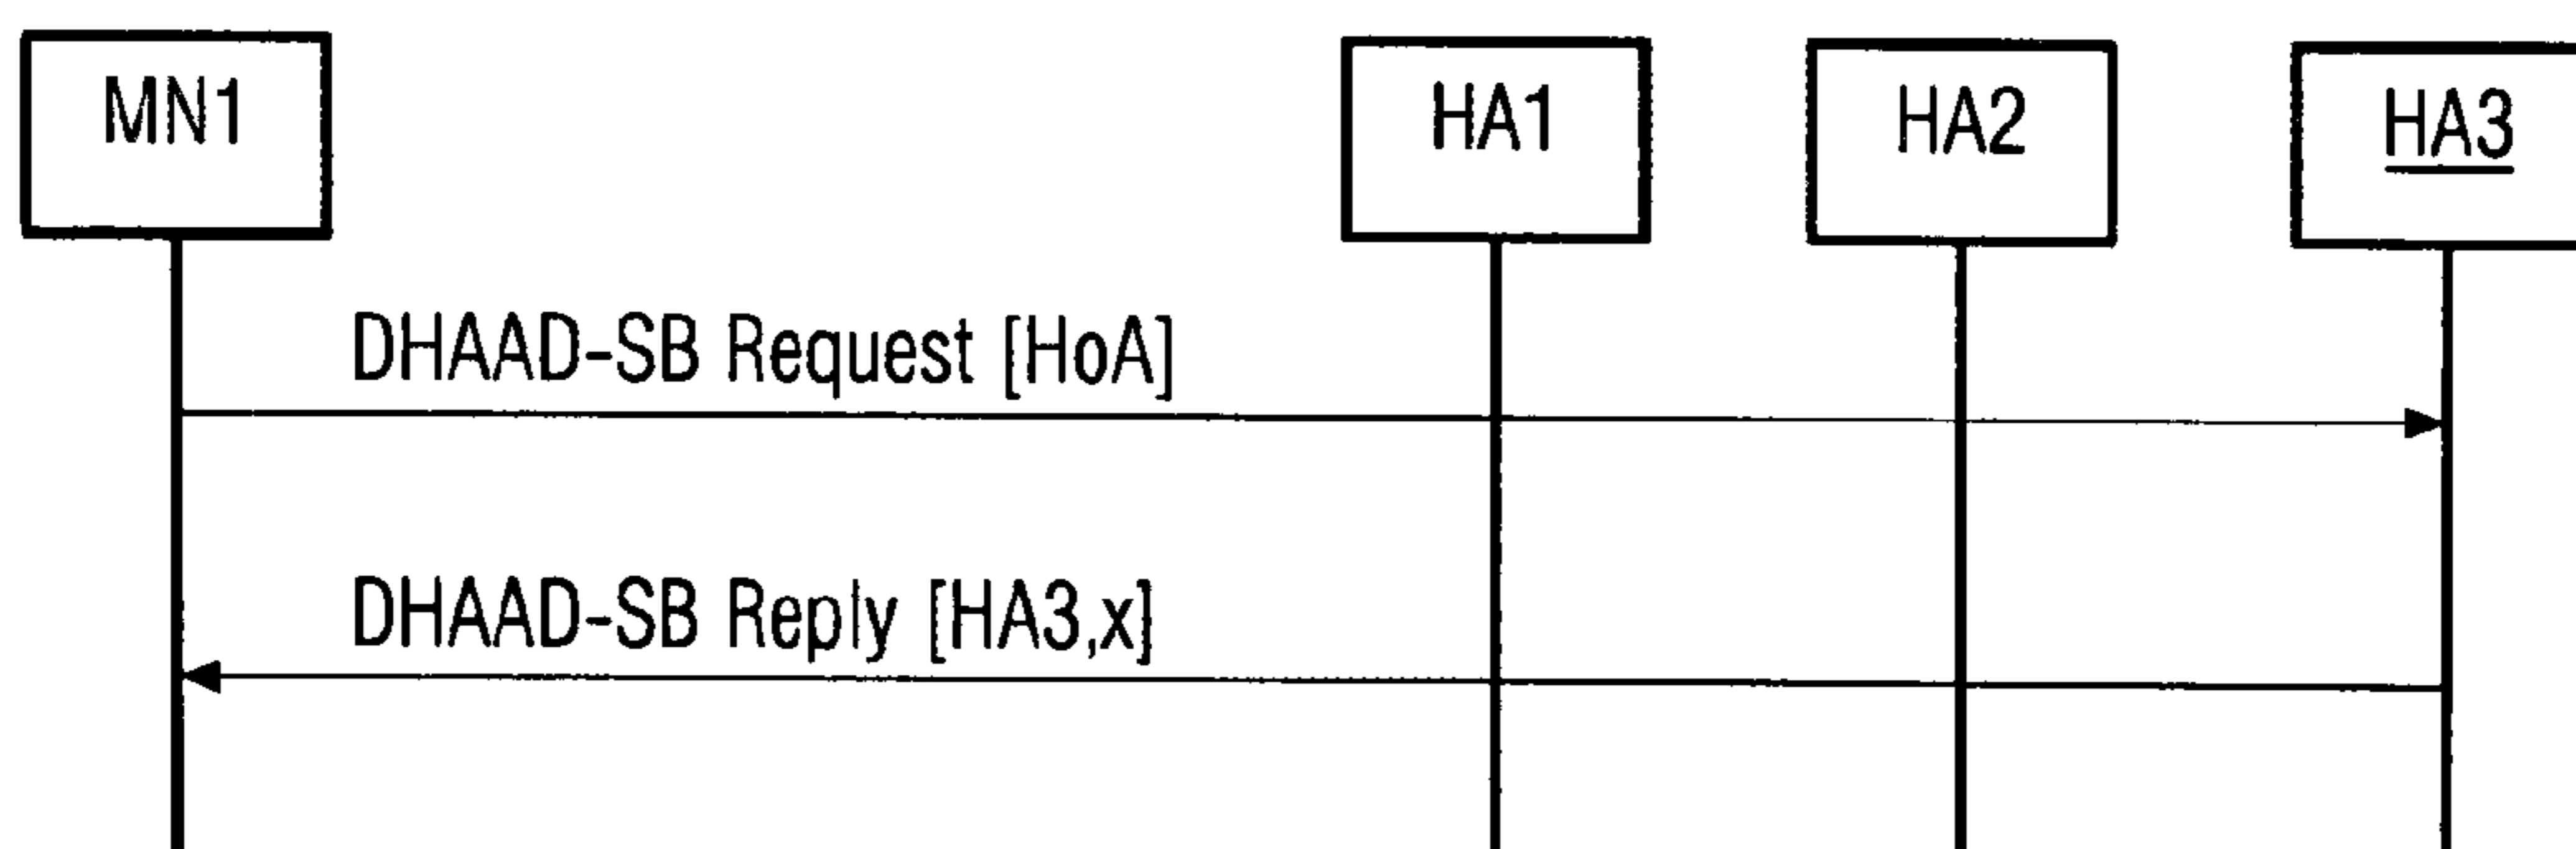 MN1 HA1 HA2 HA3
DHAAD-SB Request [HoA]
DHAAD-SB Reply [HA3,x]